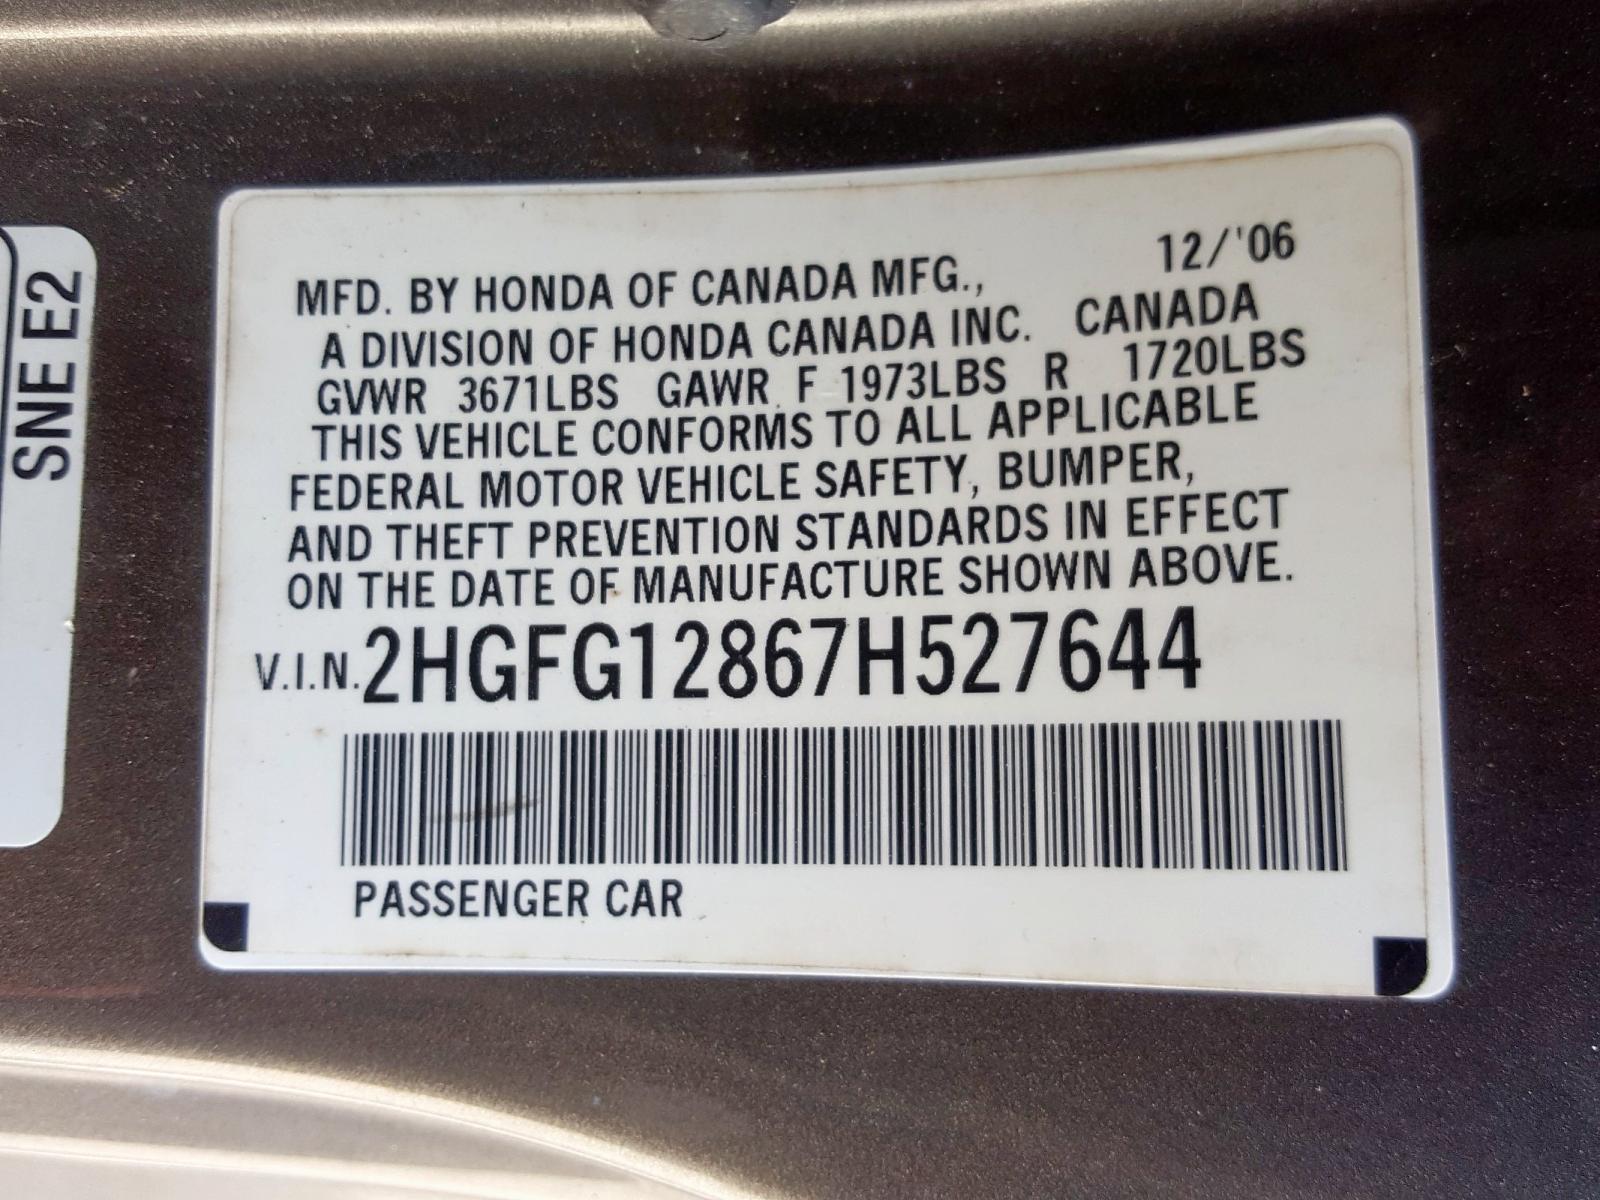 SNE E2
12/'06
MFD. BY HONDA OF CANADA MFG.,
A DIVISION OF HONDA CANADA INC. CANADA
GVWR 3671LBS GAWR F 1973LBS R 1720LBS
THIS VEHICLE CONFORMS TO ALL APPLICABLE
FEDERAL MOTOR VEHICLE SAFETY, BUMPER,
AND THEFT PREVENTION STANDARDS IN EFFECT
ON THE DATE OF MANUFACTURE SHOWN ABOVE.
V.I.N. 2HGFG12867H527644
PASSENGER CAR